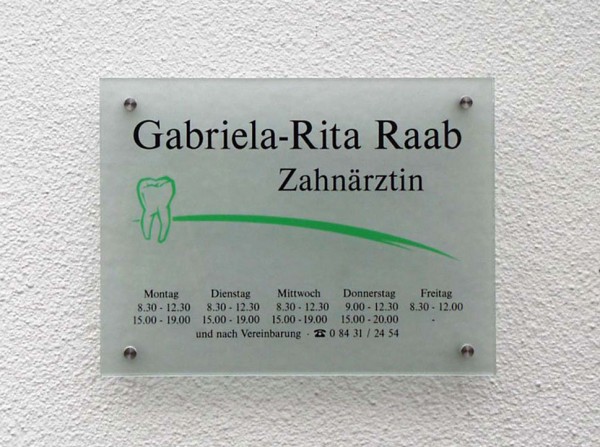 Gabriela-Rita Raab
Zahnärztin
Montag Dienstag Mittwoch Donnerstag Freitag
8.30 - 12.30 8.30 - 12.30 8.30 - 12.30 9.00 - 12.30 8.30 - 12.00
15.00 - 19.00 15.00 - 19.00 15.00 - 19.00 15.00 - 20.00 -
und nach Vereinbarung · ☎ 0 84 31 / 24 54